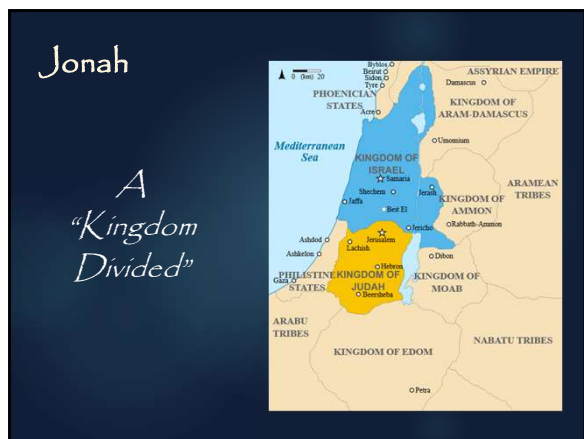 Jonah
A
“Kingdom
Divided”
0 (km) 20
Byblos
Beirut
Sidon
Tyre
ASSYRIAN EMPIRE
Damascus
PHOENICIAN
STATES
KINGDOM OF
ARAM-DAMASCUS
Acre
Urnomium
Mediterranean
Sea
KINGDOM OF
ISRAEL
Samaria
Shechem
Jerash
ARAMEAN
TRIBES
Jaffa
Beit El
KINGDOM OF
AMMON
Rabbath-Ammon
Jericho
Ashdod
Jerusalem
Lachish
Ashkelon
Dibon
Hebron
Gaza
PHILISTINE
STATES
KINGDOM OF
JUDAH
KINGDOM OF
MOAB
Beersheba
ARABU
TRIBES
NABATU TRIBES
KINGDOM OF EDOM
Petra